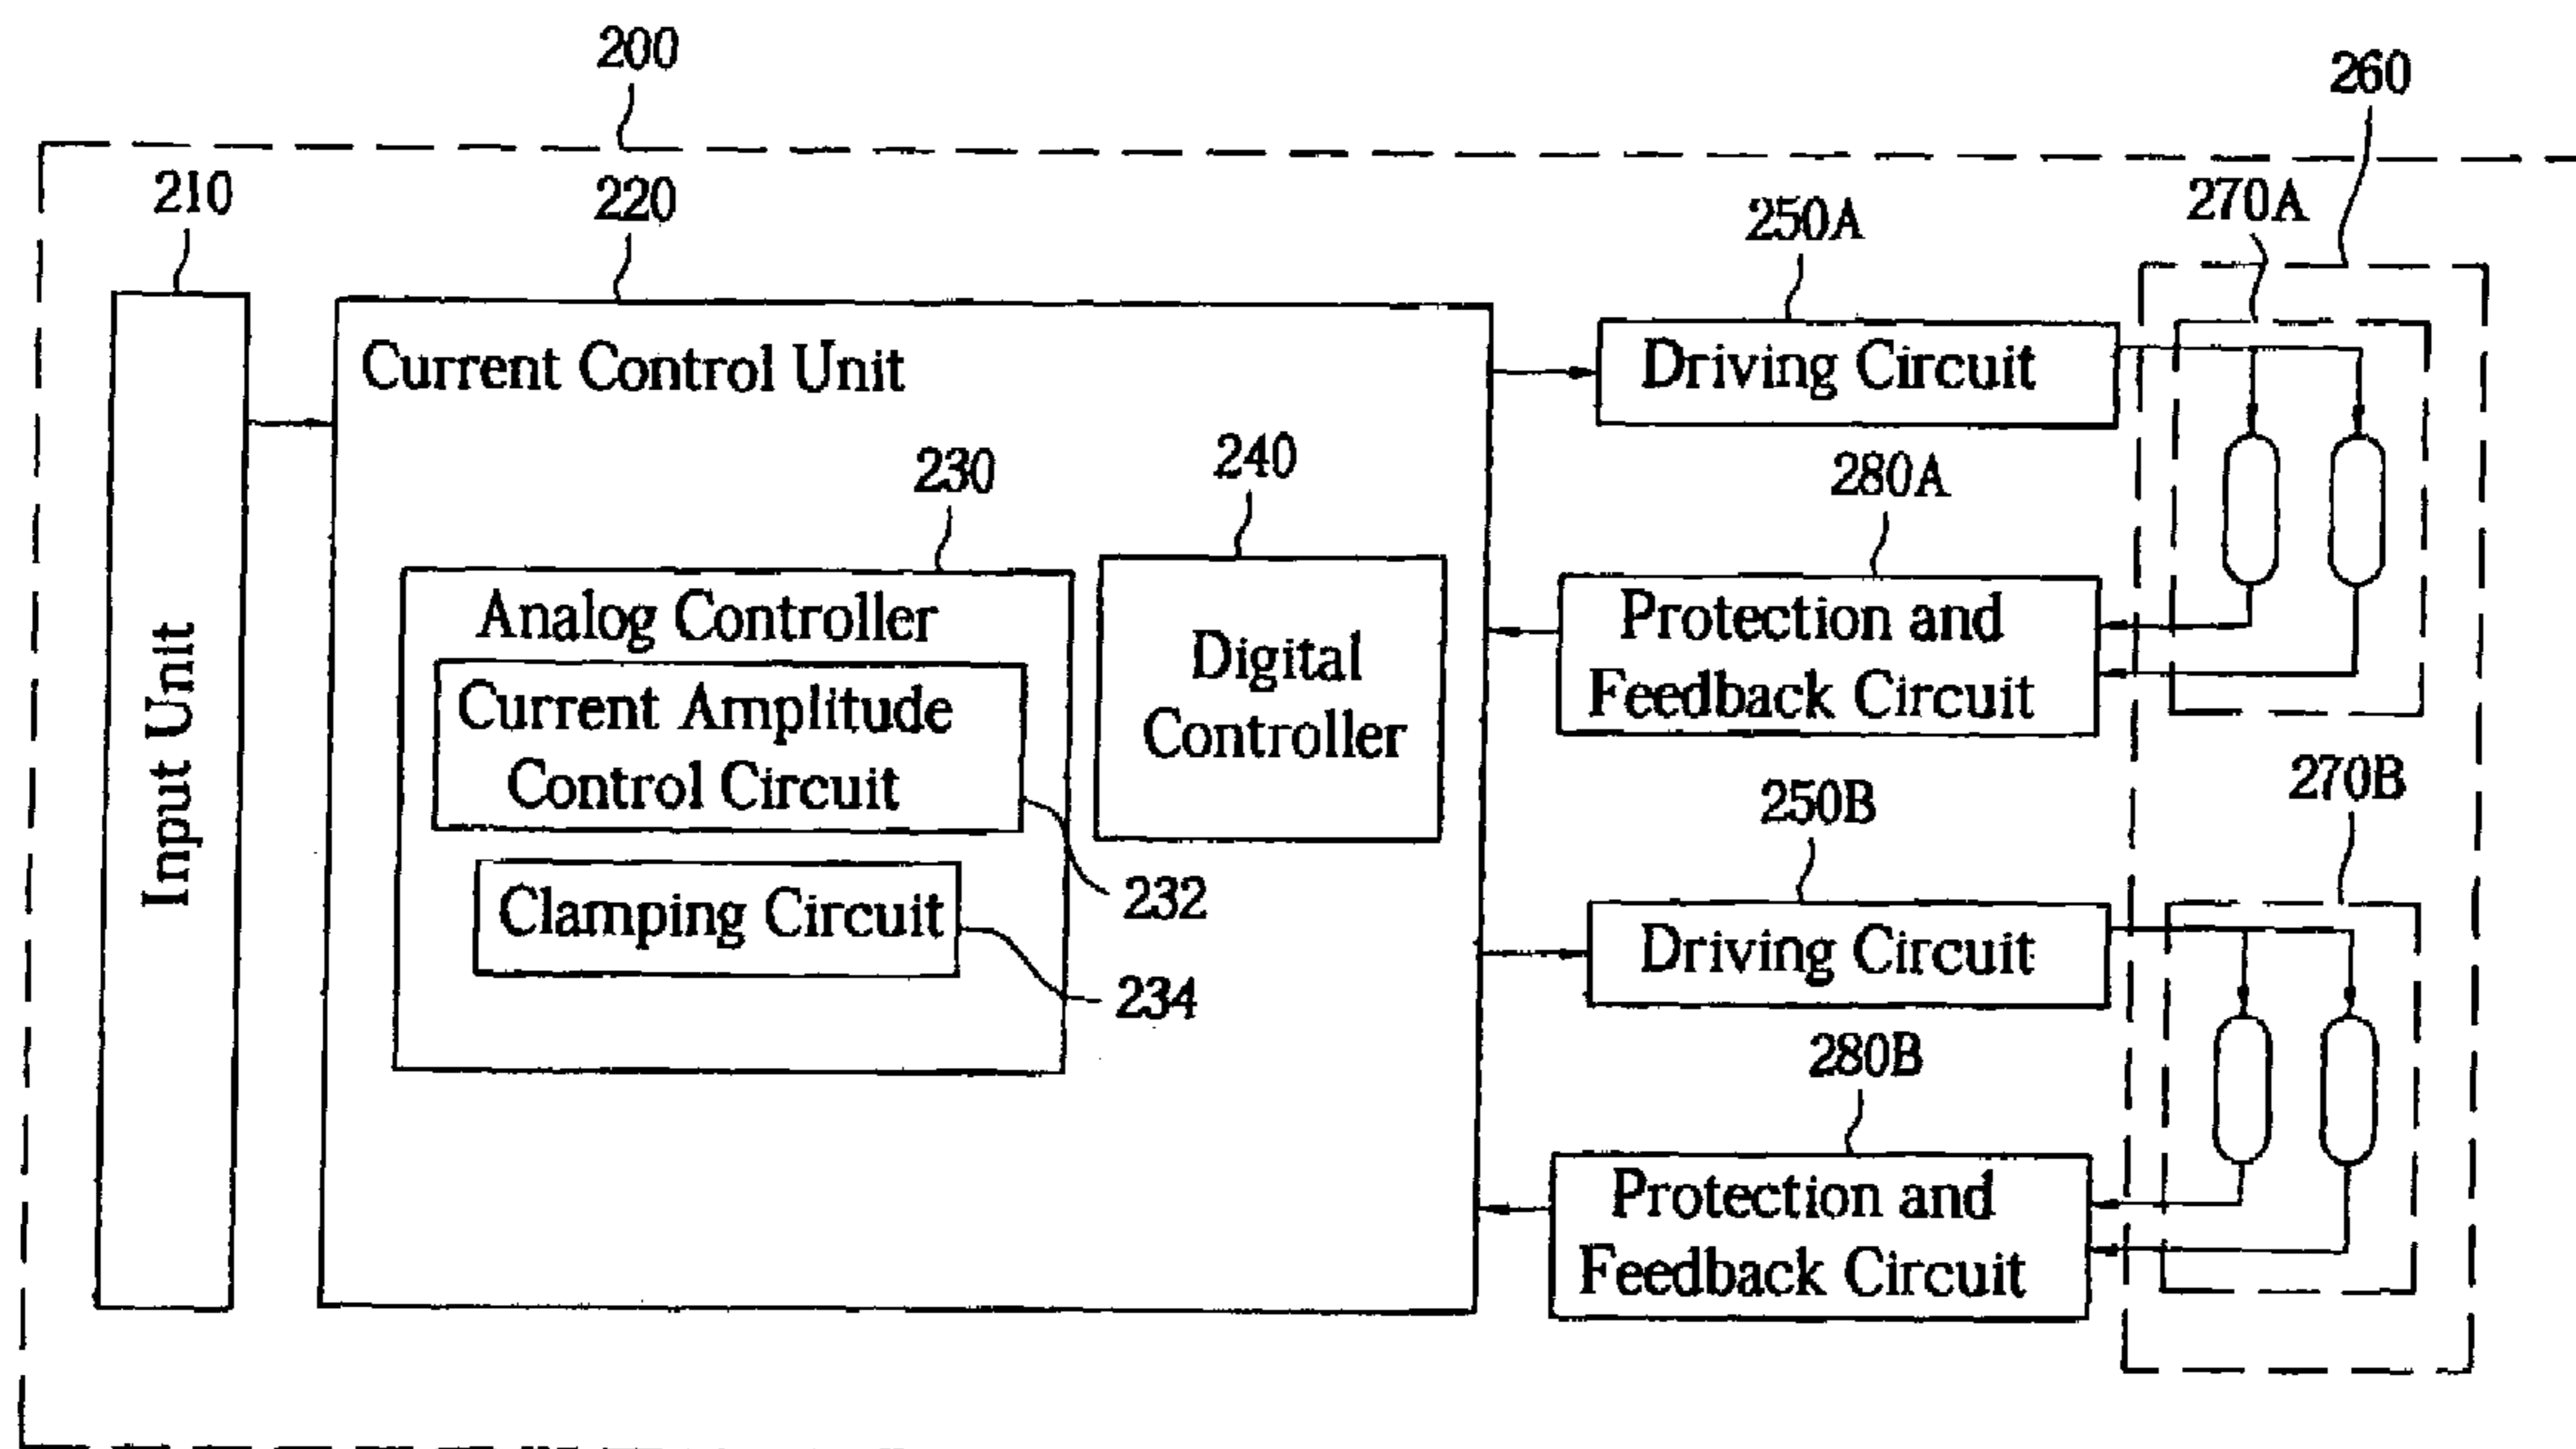 200
260
210
220
270A
250A
Current Control Unit
Driving Circuit
230
240
280A
Analog Controller
Protection and
Feedback Circuit
Digital
Controller
Current Amplitude
Control Circuit
Input Unit
250B
270B
232
Clamping Circuit
Driving Circuit
234
280B
Protection and
Feedback Circuit